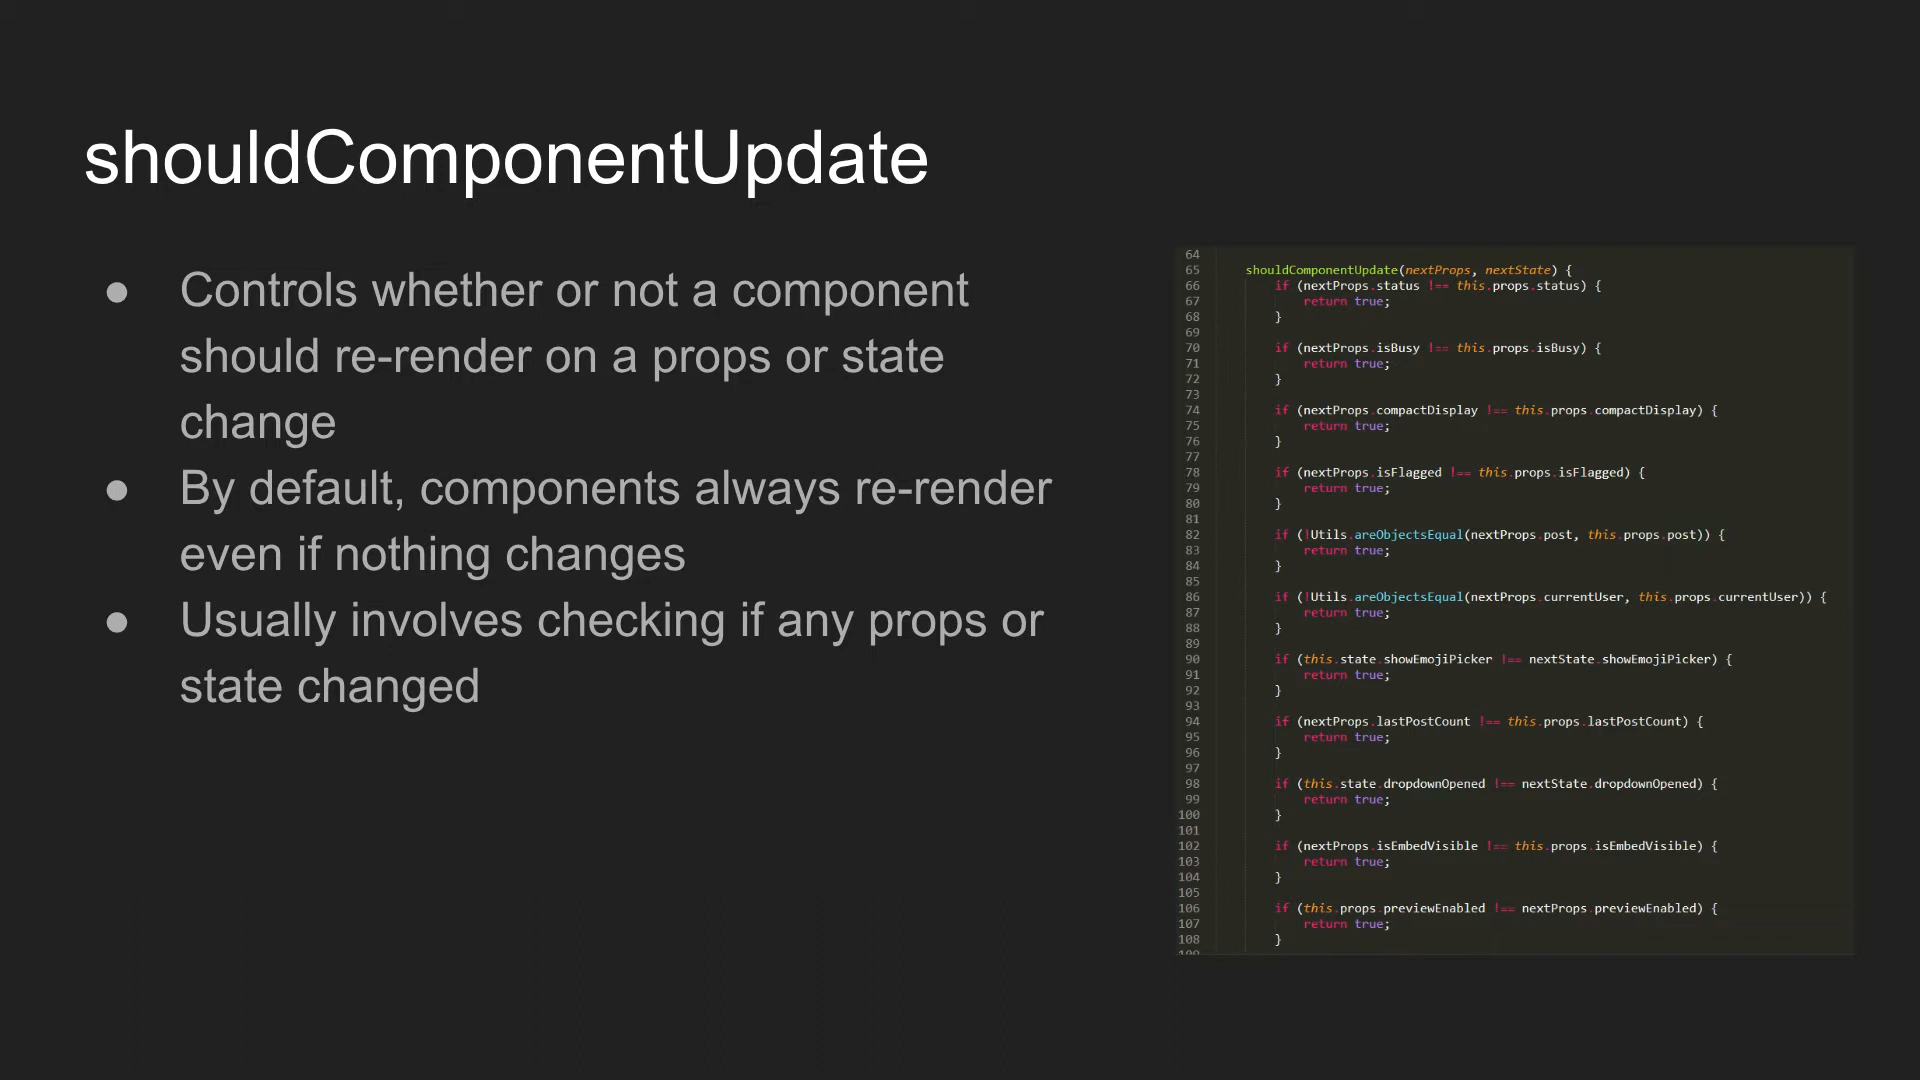 shouldComponentUpdate
● Controls whether or not a component
should re-render on a props or state
change
● By default, components always re-render
even if nothing changes
● Usually involves checking if any props or
state changed
64
65 shouldComponentUpdate(nextProps, nextState) {
66 if (nextProps.status !== this.props.status) {
67 return true;
68 }
69
70 if (nextProps.isBusy !== this.props.isBusy) {
71 return true;
72 }
73
74 if (nextProps.compactDisplay !== this.props.compactDisplay) {
75 return true;
76 }
77
78 if (nextProps.isFlagged !== this.props.isFlagged) {
79 return true;
80 }
81
82 if (!Utils.areObjectsEqual(nextProps.post, this.props.post)) {
83 return true;
84 }
85
86 if (!Utils.areObjectsEqual(nextProps.currentUser, this.props.currentUser)) {
87 return true;
88 }
89
90 if (this.state.showEmojiPicker !== nextState.showEmojiPicker) {
91 return true;
92 }
93
94 if (nextProps.lastPostCount !== this.props.lastPostCount) {
95 return true;
96 }
97
98 if (this.state.dropdownOpened !== nextState.dropdownOpened) {
99 return true;
100 }
101
102 if (nextProps.isEmbedVisible !== this.props.isEmbedVisible) {
103 return true;
104 }
105
106 if (this.props.previewEnabled !== nextProps.previewEnabled) {
107 return true;
108 }